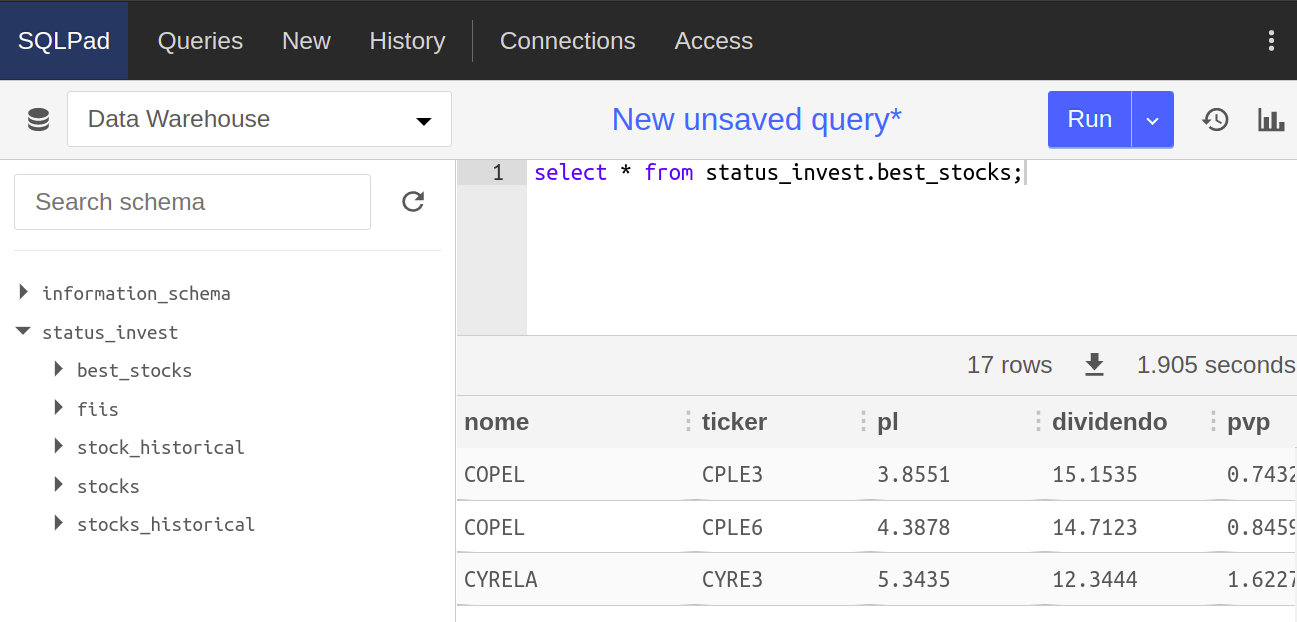 SQLPad Queries New History Connections Access
Data Warehouse New unsaved query* Run
Search schema
1 select * from status_invest.best_stocks;
information_schema
status_invest
best_stocks
fiis
stock_historical
stocks
stocks_historical
17 rows 1.905 seconds
nome ticker pl dividendo pvp
COPEL CPLE3 3.8551 15.1535 0.7432
COPEL CPLE6 4.3878 14.7123 0.8459
CYRELA CYRE3 5.3435 12.3444 1.6227